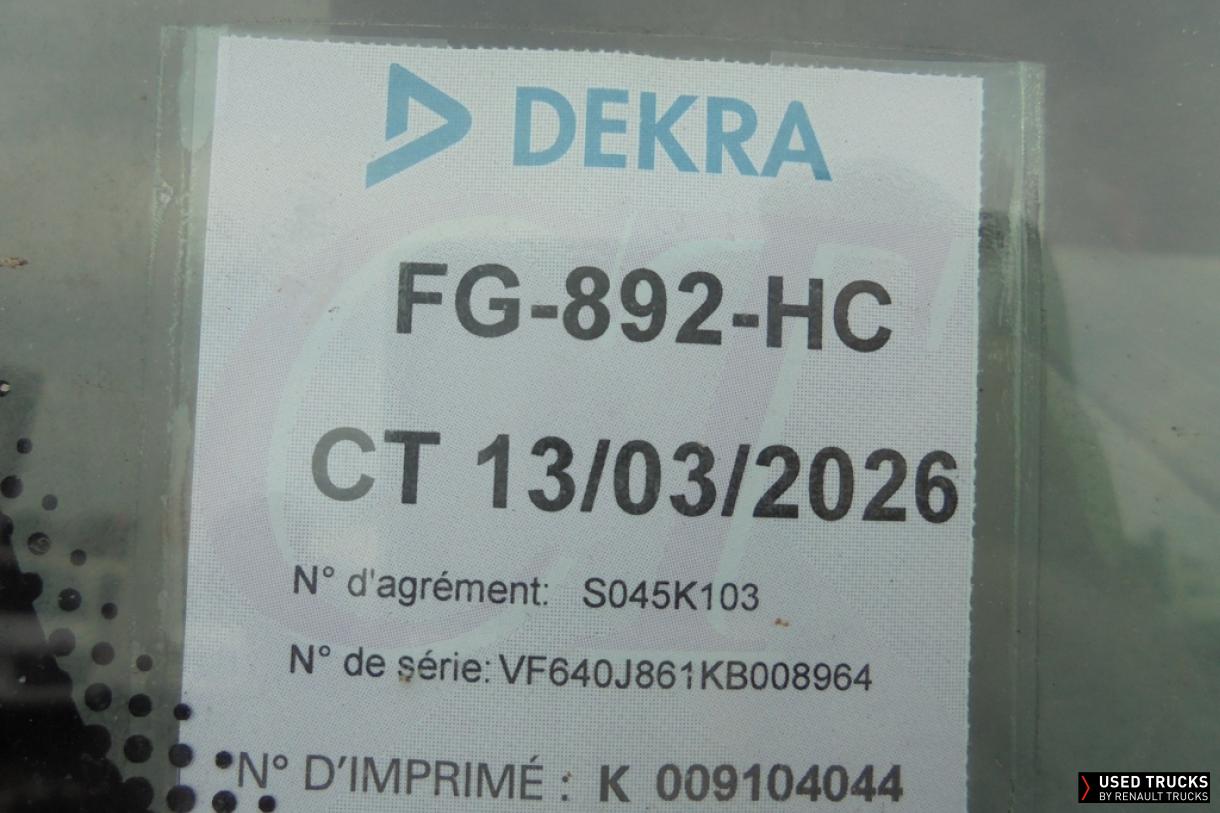 DEKRA
FG-892-HC
CT 13/03/2026
N° d'agrément: S045K103
N° de série: VF640J861KB008964
N° D'IMPRIMÉ : K 009104044
USED TRUCKS
BY RENAULT TRUCKS